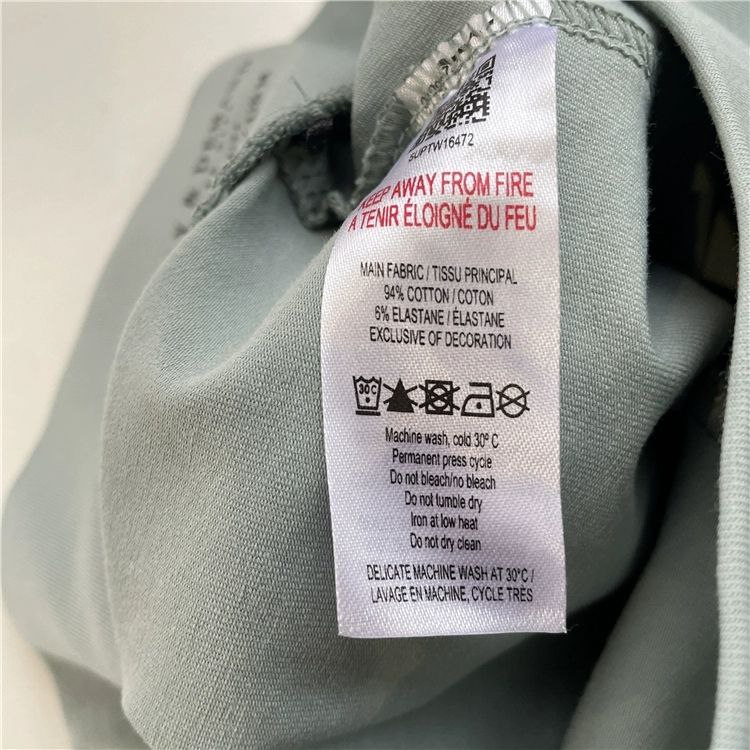 SUPTW16472
KEEP AWAY FROM FIRE
A TENIR ÉLOIGNÉ DU FEU
MAIN FABRIC / TISSU PRINCIPAL
94% COTTON / COTON
6% ELASTANE / ÉLASTANE
EXCLUSIVE OF DECORATION
30°C
Machine wash, cold 30º C
Permanent press cycle
Do not bleach/no bleach
Do not tumble dry
Iron at low heat
Do not dry clean
DELICATE MACHINE WASH AT 30°C /
LAVAGE EN MACHINE, CYCLE TRÈS